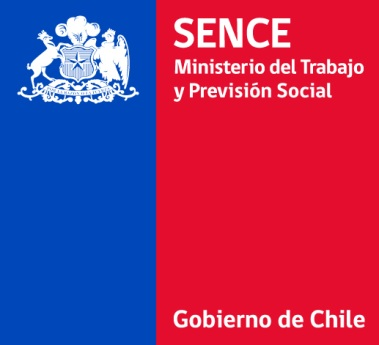 SENCE
Ministerio del Trabajo
y Previsión Social
Gobierno de Chile